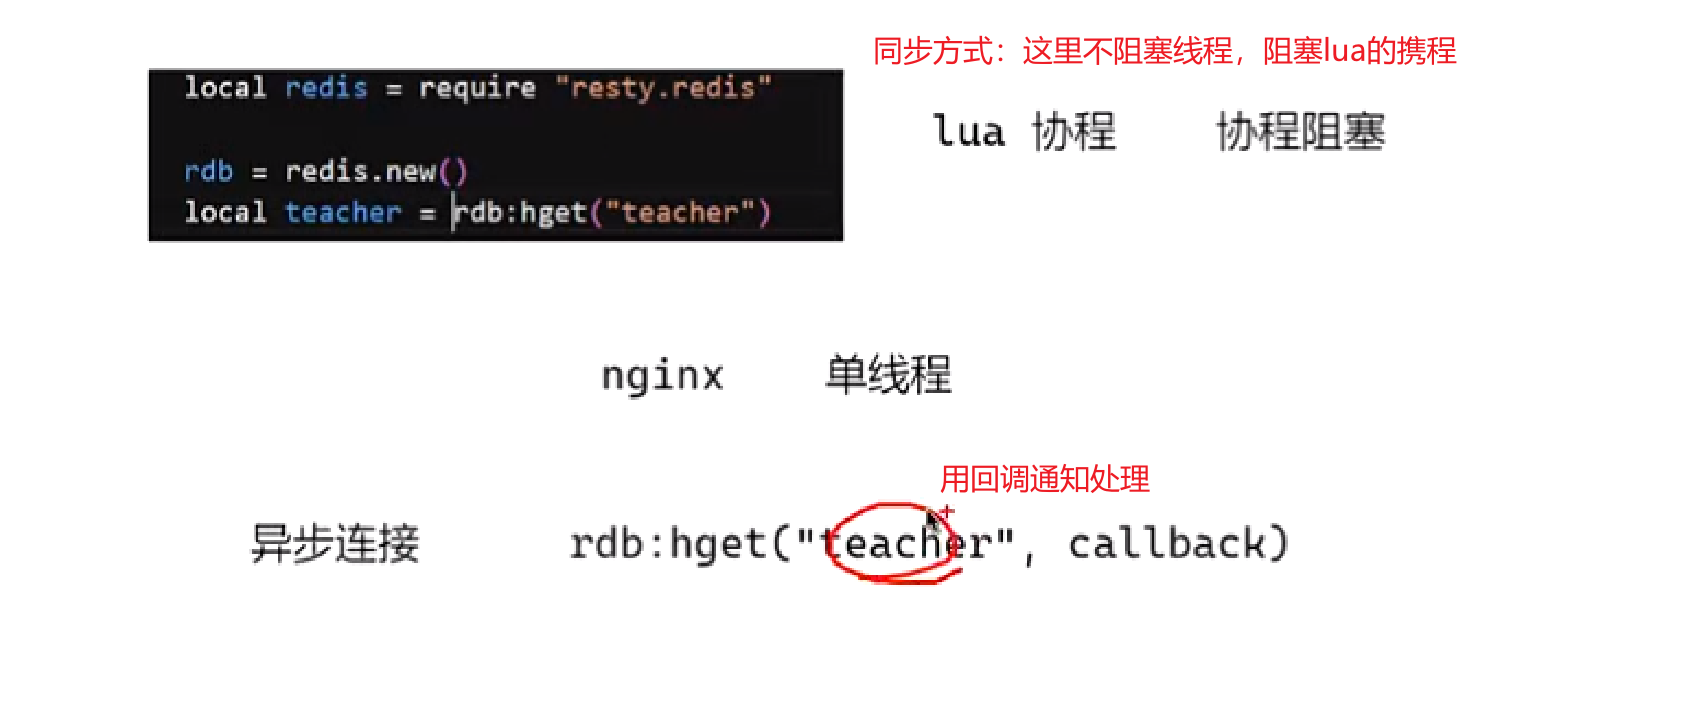 同步方式：这里不阻塞线程，阻塞lua的携程
local redis = require "resty.redis"
lua 协程 协程阻塞
rdb = redis.new()
local teacher = rdb:hget("teacher")
nginx 单线程
用回调通知处理
异步连接 rdb:hget("teacher", callback)